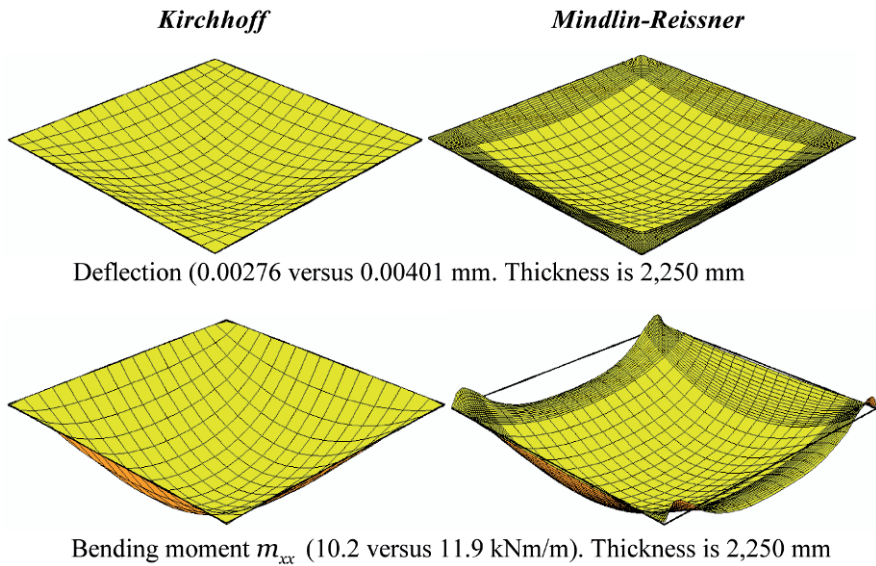 Kirchhoff Mindlin-Reissner
Deflection (0.00276 versus 0.00401 mm. Thickness is 2,250 mm
Bending moment m_xx (10.2 versus 11.9 kNm/m). Thickness is 2,250 mm